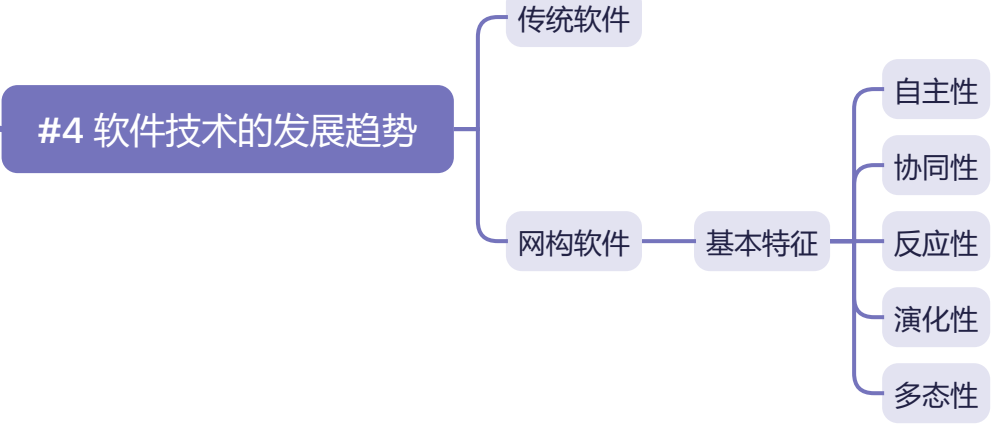 传统软件
#4 软件技术的发展趋势
网构软件
基本特征
自主性
协同性
反应性
演化性
多态性